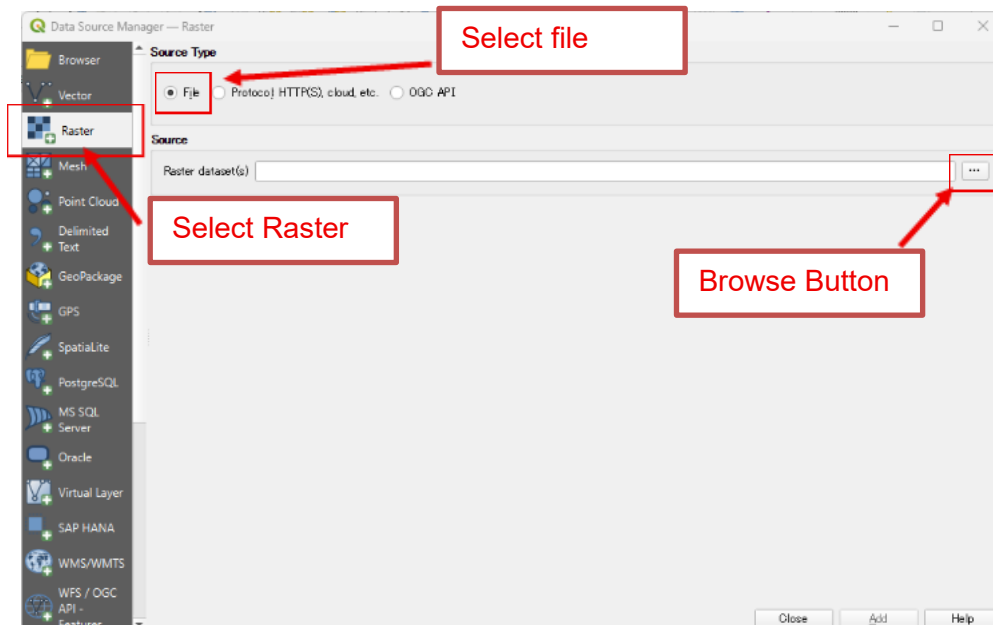 Data Source Manager — Raster
Select file
Browser
Vector
Raster
Mesh
Point Cloud
Delimited
Text
GeoPackage
GPS
SpatiaLite
PostgreSQL
MS SQL
Server
Oracle
Virtual Layer
SAP HANA
WMS/WMTS
WFS / OGC
API -
Features
Source Type
File
Protocol: HTTP(S), cloud, etc.
OGC API
Source
Raster dataset(s)
...
Select Raster
Browse Button
Close
Add
Help